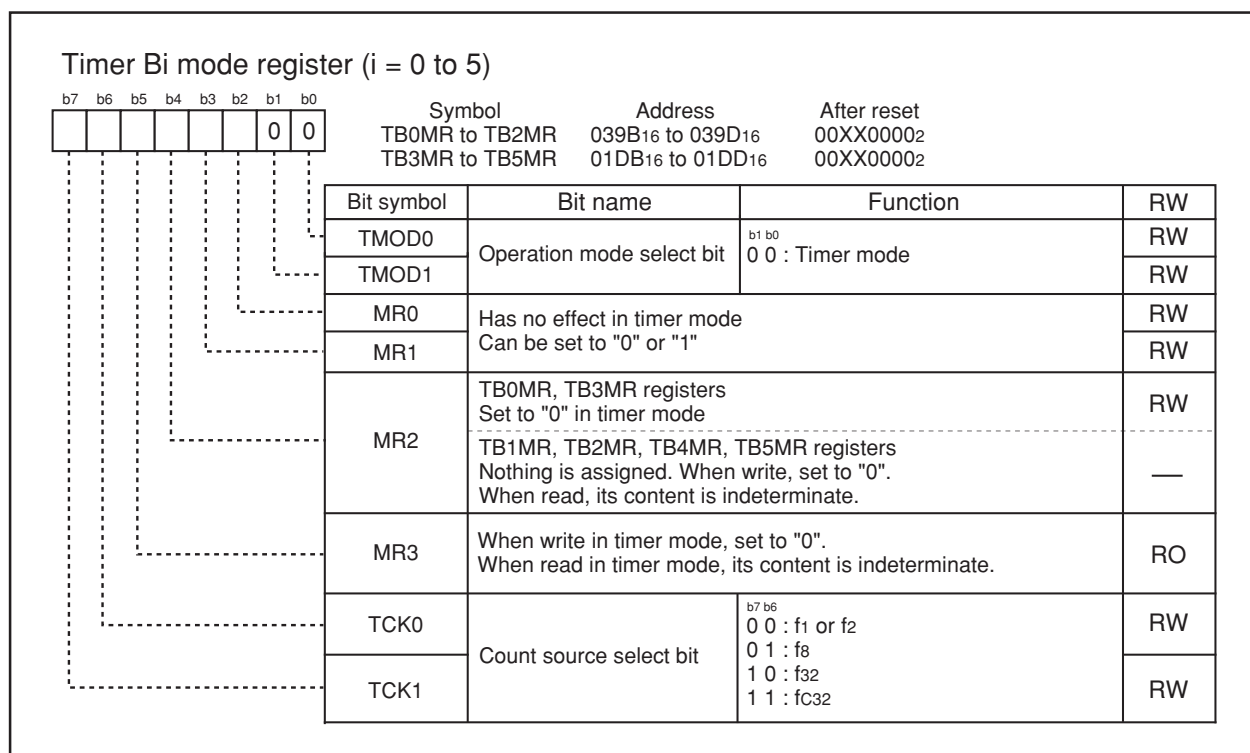 Timer Bi mode register (i = 0 to 5)
b7 b6 b5 b4 b3 b2 b1 b0
0 0
Symbol Address After reset
TB0MR to TB2MR 039B16 to 039D16 00XX00002
TB3MR to TB5MR 01DB16 to 01DD16 00XX00002
Bit symbol Bit name Function RW
TMOD0 Operation mode select bit b1 b0 RW
0 0 : Timer mode
TMOD1 RW
MR0 Has no effect in timer mode RW
Can be set to "0" or "1"
MR1 RW
MR2 TB0MR, TB3MR registers RW
Set to "0" in timer mode
TB1MR, TB2MR, TB4MR, TB5MR registers —
Nothing is assigned. When write, set to "0".
When read, its content is indeterminate.
MR3 When write in timer mode, set to "0". RO
When read in timer mode, its content is indeterminate.
TCK0 Count source select bit b7 b6 RW
0 0 : f1 or f2
0 1 : f8
1 0 : f32
1 1 : fC32
TCK1 RW